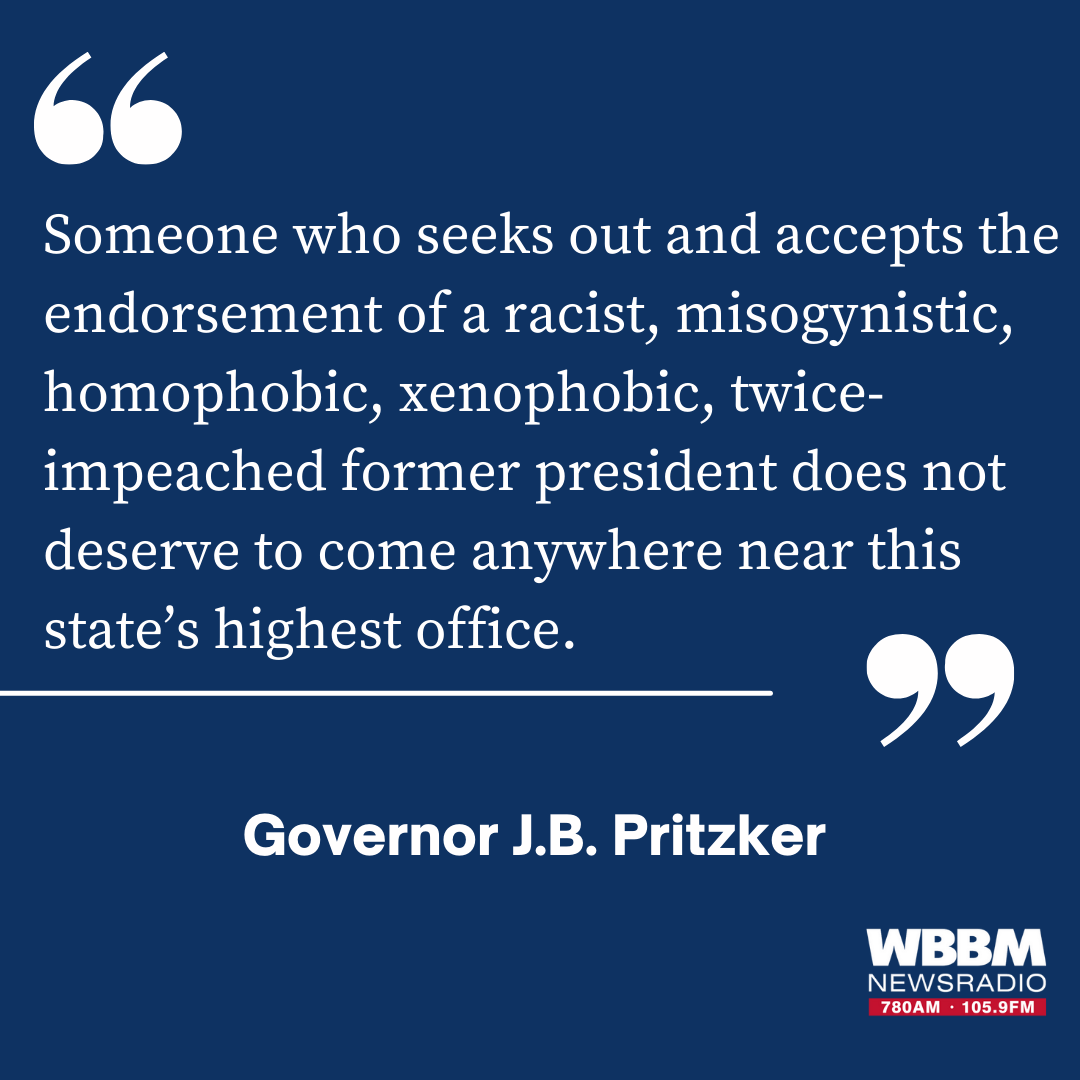 “
Someone who seeks out and accepts the
endorsement of a racist, misogynistic,
homophobic, xenophobic, twice-
impeached former president does not
deserve to come anywhere near this
state’s highest office.
”
Governor J.B. Pritzker
WBBM
NEWSRADIO
780AM · 105.9FM